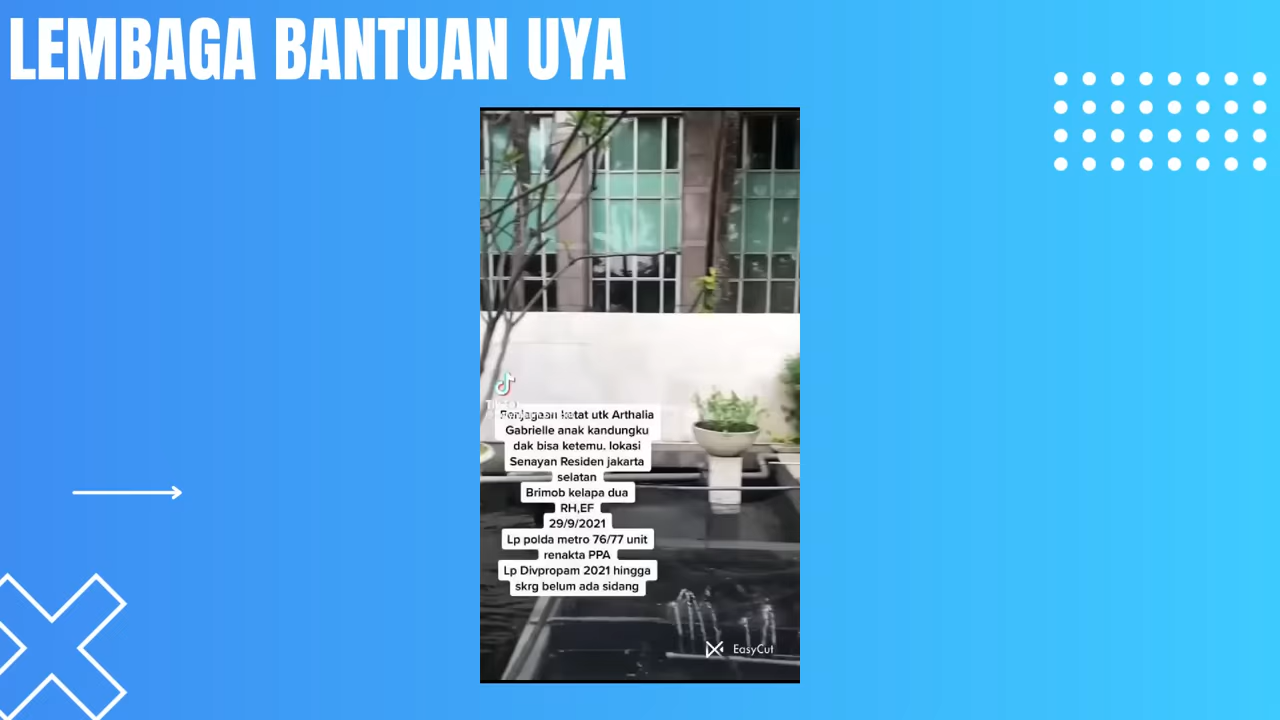 LEMBAGA BANTUAN UYA
Penjagaan ketat utk Arthalia
Gabrielle anak kandungku
dak bisa ketemu. lokasi
Senayan Residen jakarta
selatan
Brimob kelapa dua
RH,EF
29/9/2021
Lp polda metro 76/77 unit
renakta PPA
Lp Divpropam 2021 hingga
skrg belum ada sidang
EasyCut